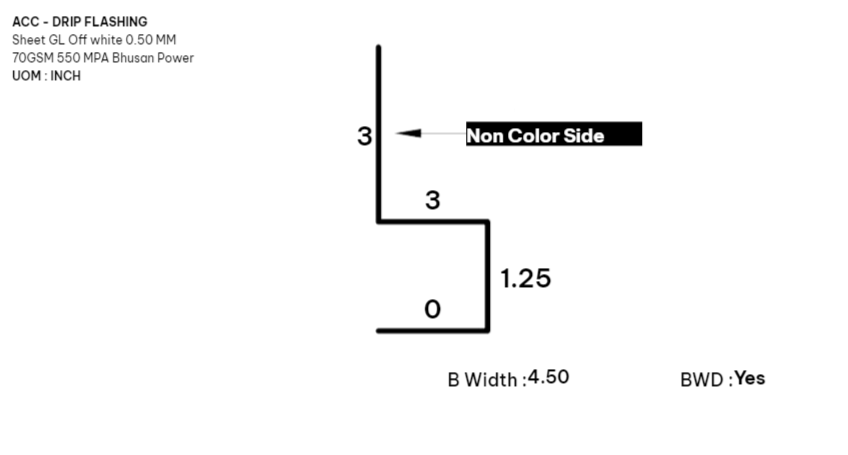 ACC - DRIP FLASHING
Sheet GL Off white 0.50 MM
70GSM 550 MPA Bhusan Power
UOM : INCH
3
Non Color Side
3
1.25
0
B Width :4.50
BWD :Yes